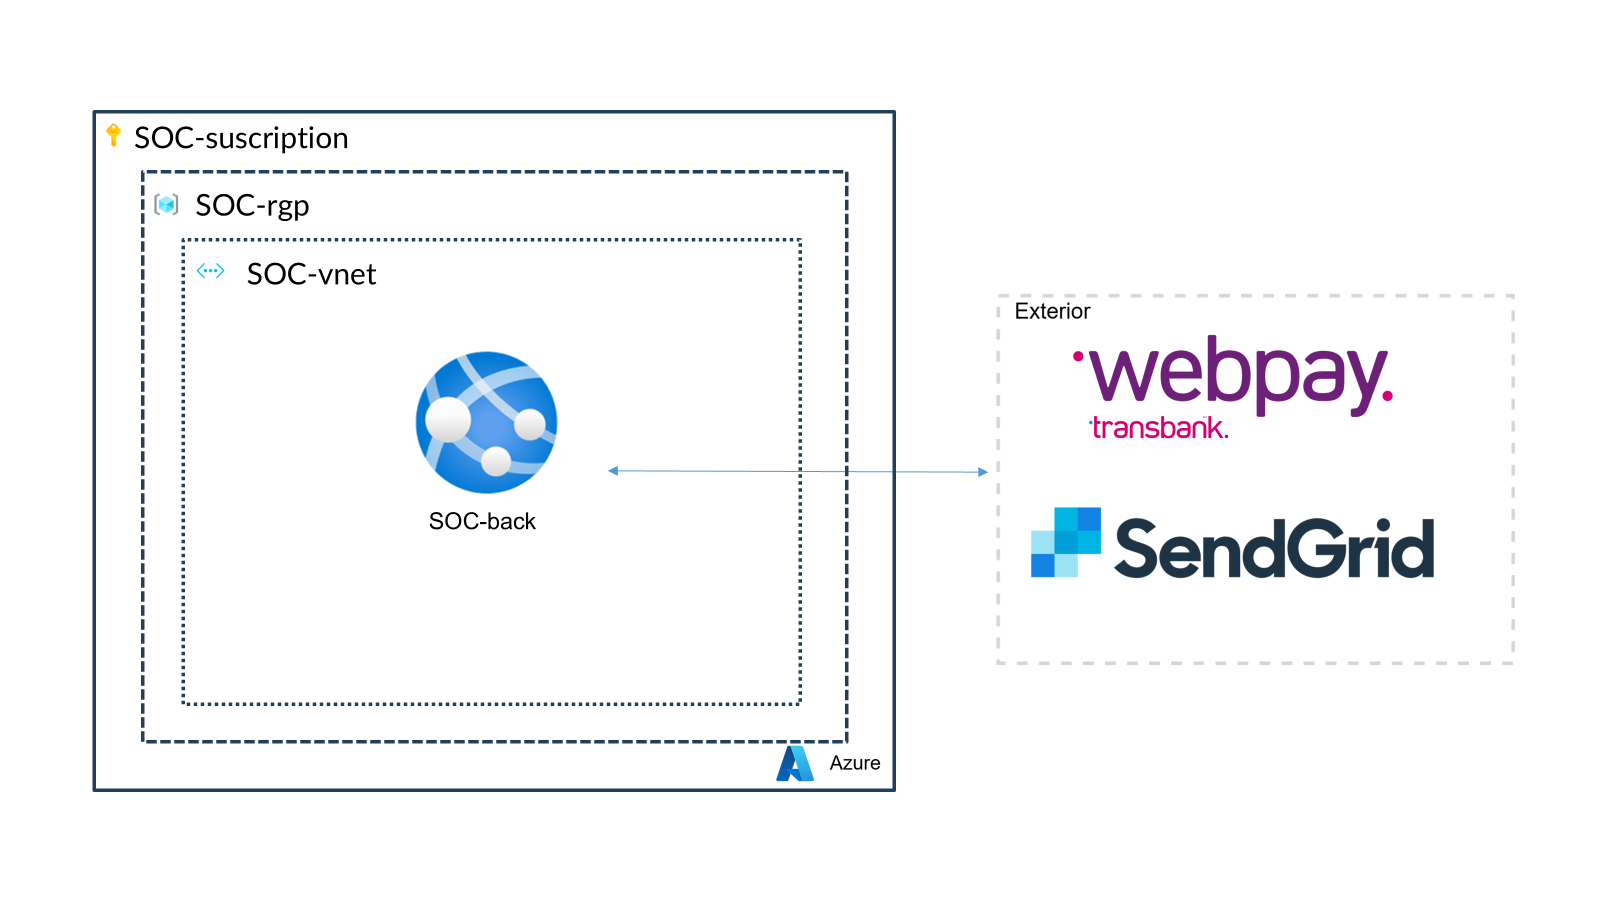 SOC-suscription
SOC-rgp
SOC-vnet
SOC-back
Azure
Exterior
webpay.
transbank.
SendGrid